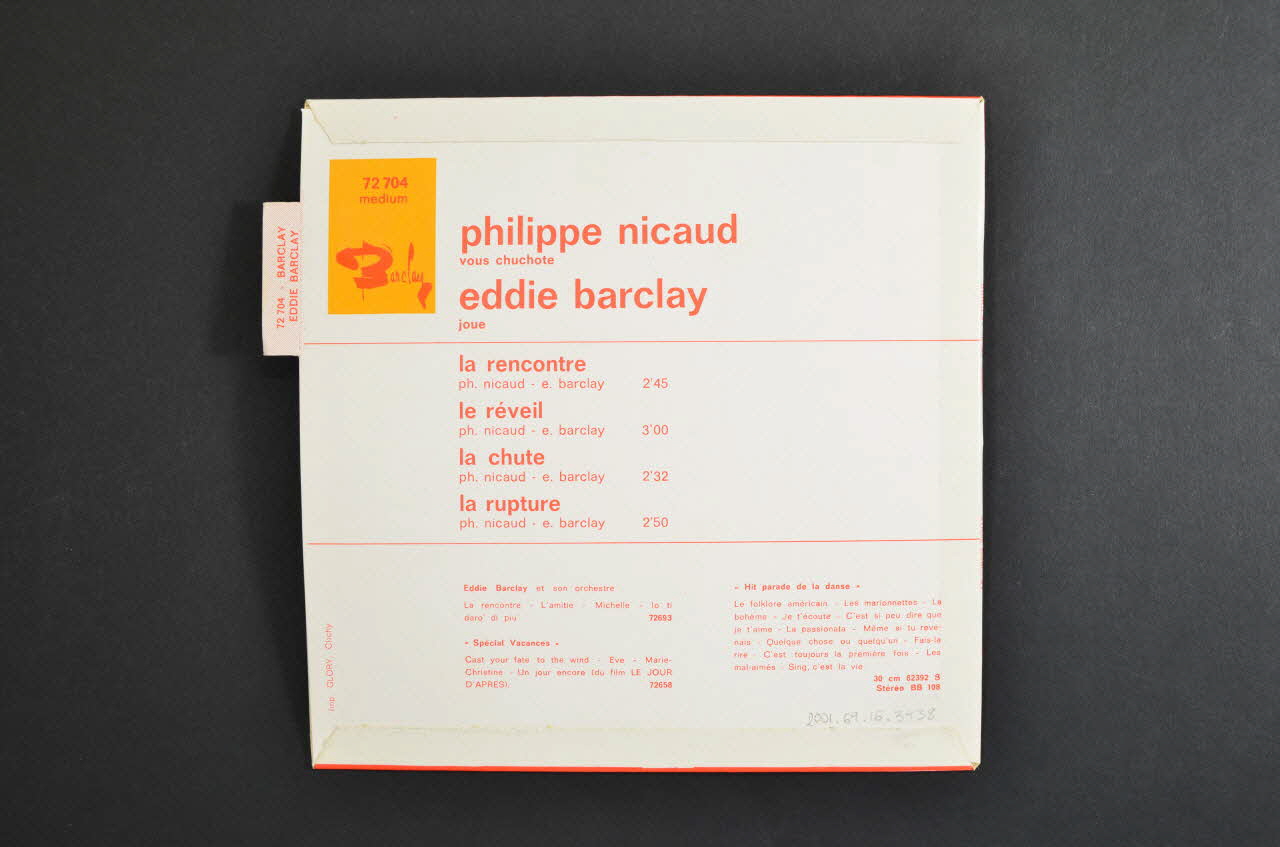 72 704
medium
Barclay
72 704 - BARCLAY
EDDIE BARCLAY
philippe nicaud
vous chuchote
eddie barclay
joue
la rencontre
ph. nicaud - e. barclay 2'45
le réveil
ph. nicaud - e. barclay 3'00
la chute
ph. nicaud - e. barclay 2'32
la rupture
ph. nicaud - e. barclay 2'50
Eddie Barclay et son orchestre
La rencontre - L'amitie - Michelle - Io ti
daro' di piu 72693
- Spécial Vacances -
Cast your fate to the wind - Eve - Marie-
Christine - Un jour encore (du film LE JOUR
D'APRES). 72658
- Hit parade de la danse -
Le folklore américain - Les marionnettes - La
bohème - Je t'écoute - C'est si peu dire que
je t'aime - La passionata - Même si tu reve-
nais - Quelque chose ou quelqu'un - Fais-la
rire - C'est toujours la première fois - Les
mal-aimés - Sing, c'est la vie
30 cm 82392 S
Stéréo BB 108
Imp. GLORY, Clichy
2001.69.16.3438